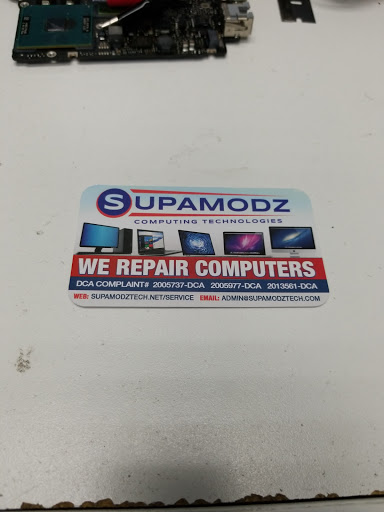 SUPAMODZ
COMPUTING TECHNOLOGIES
WE REPAIR COMPUTERS
DCA COMPLAINT# 2005737-DCA 2005977-DCA 2013561-DCA
WEB: SUPAMODZTECH.NET/SERVICE EMAIL: ADMIN@SUPAMODZTECH.COM